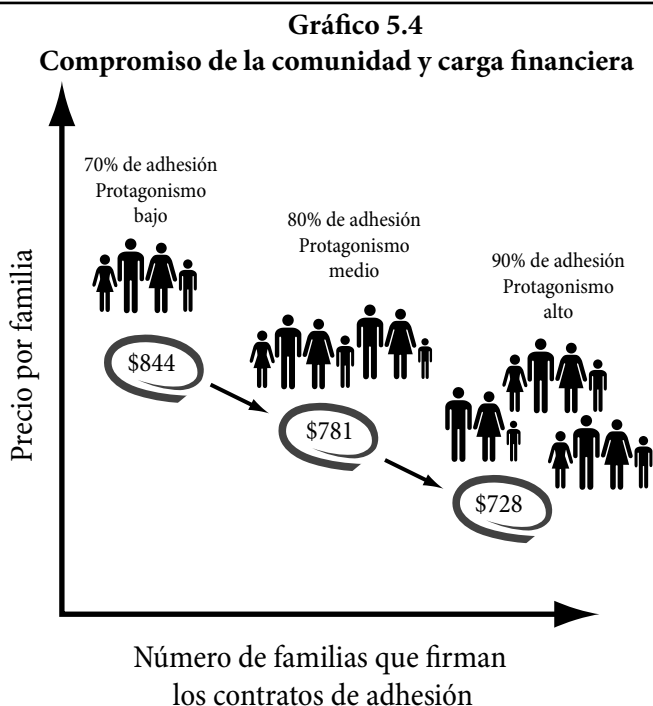 Gráfico 5.4
Compromiso de la comunidad y carga financiera
70% de adhesión
Protagonismo
bajo
80% de adhesión
Protagonismo
medio
90% de adhesión
Protagonismo
alto
$844
$781
$728
Precio por familia
Número de familias que firman
los contratos de adhesión